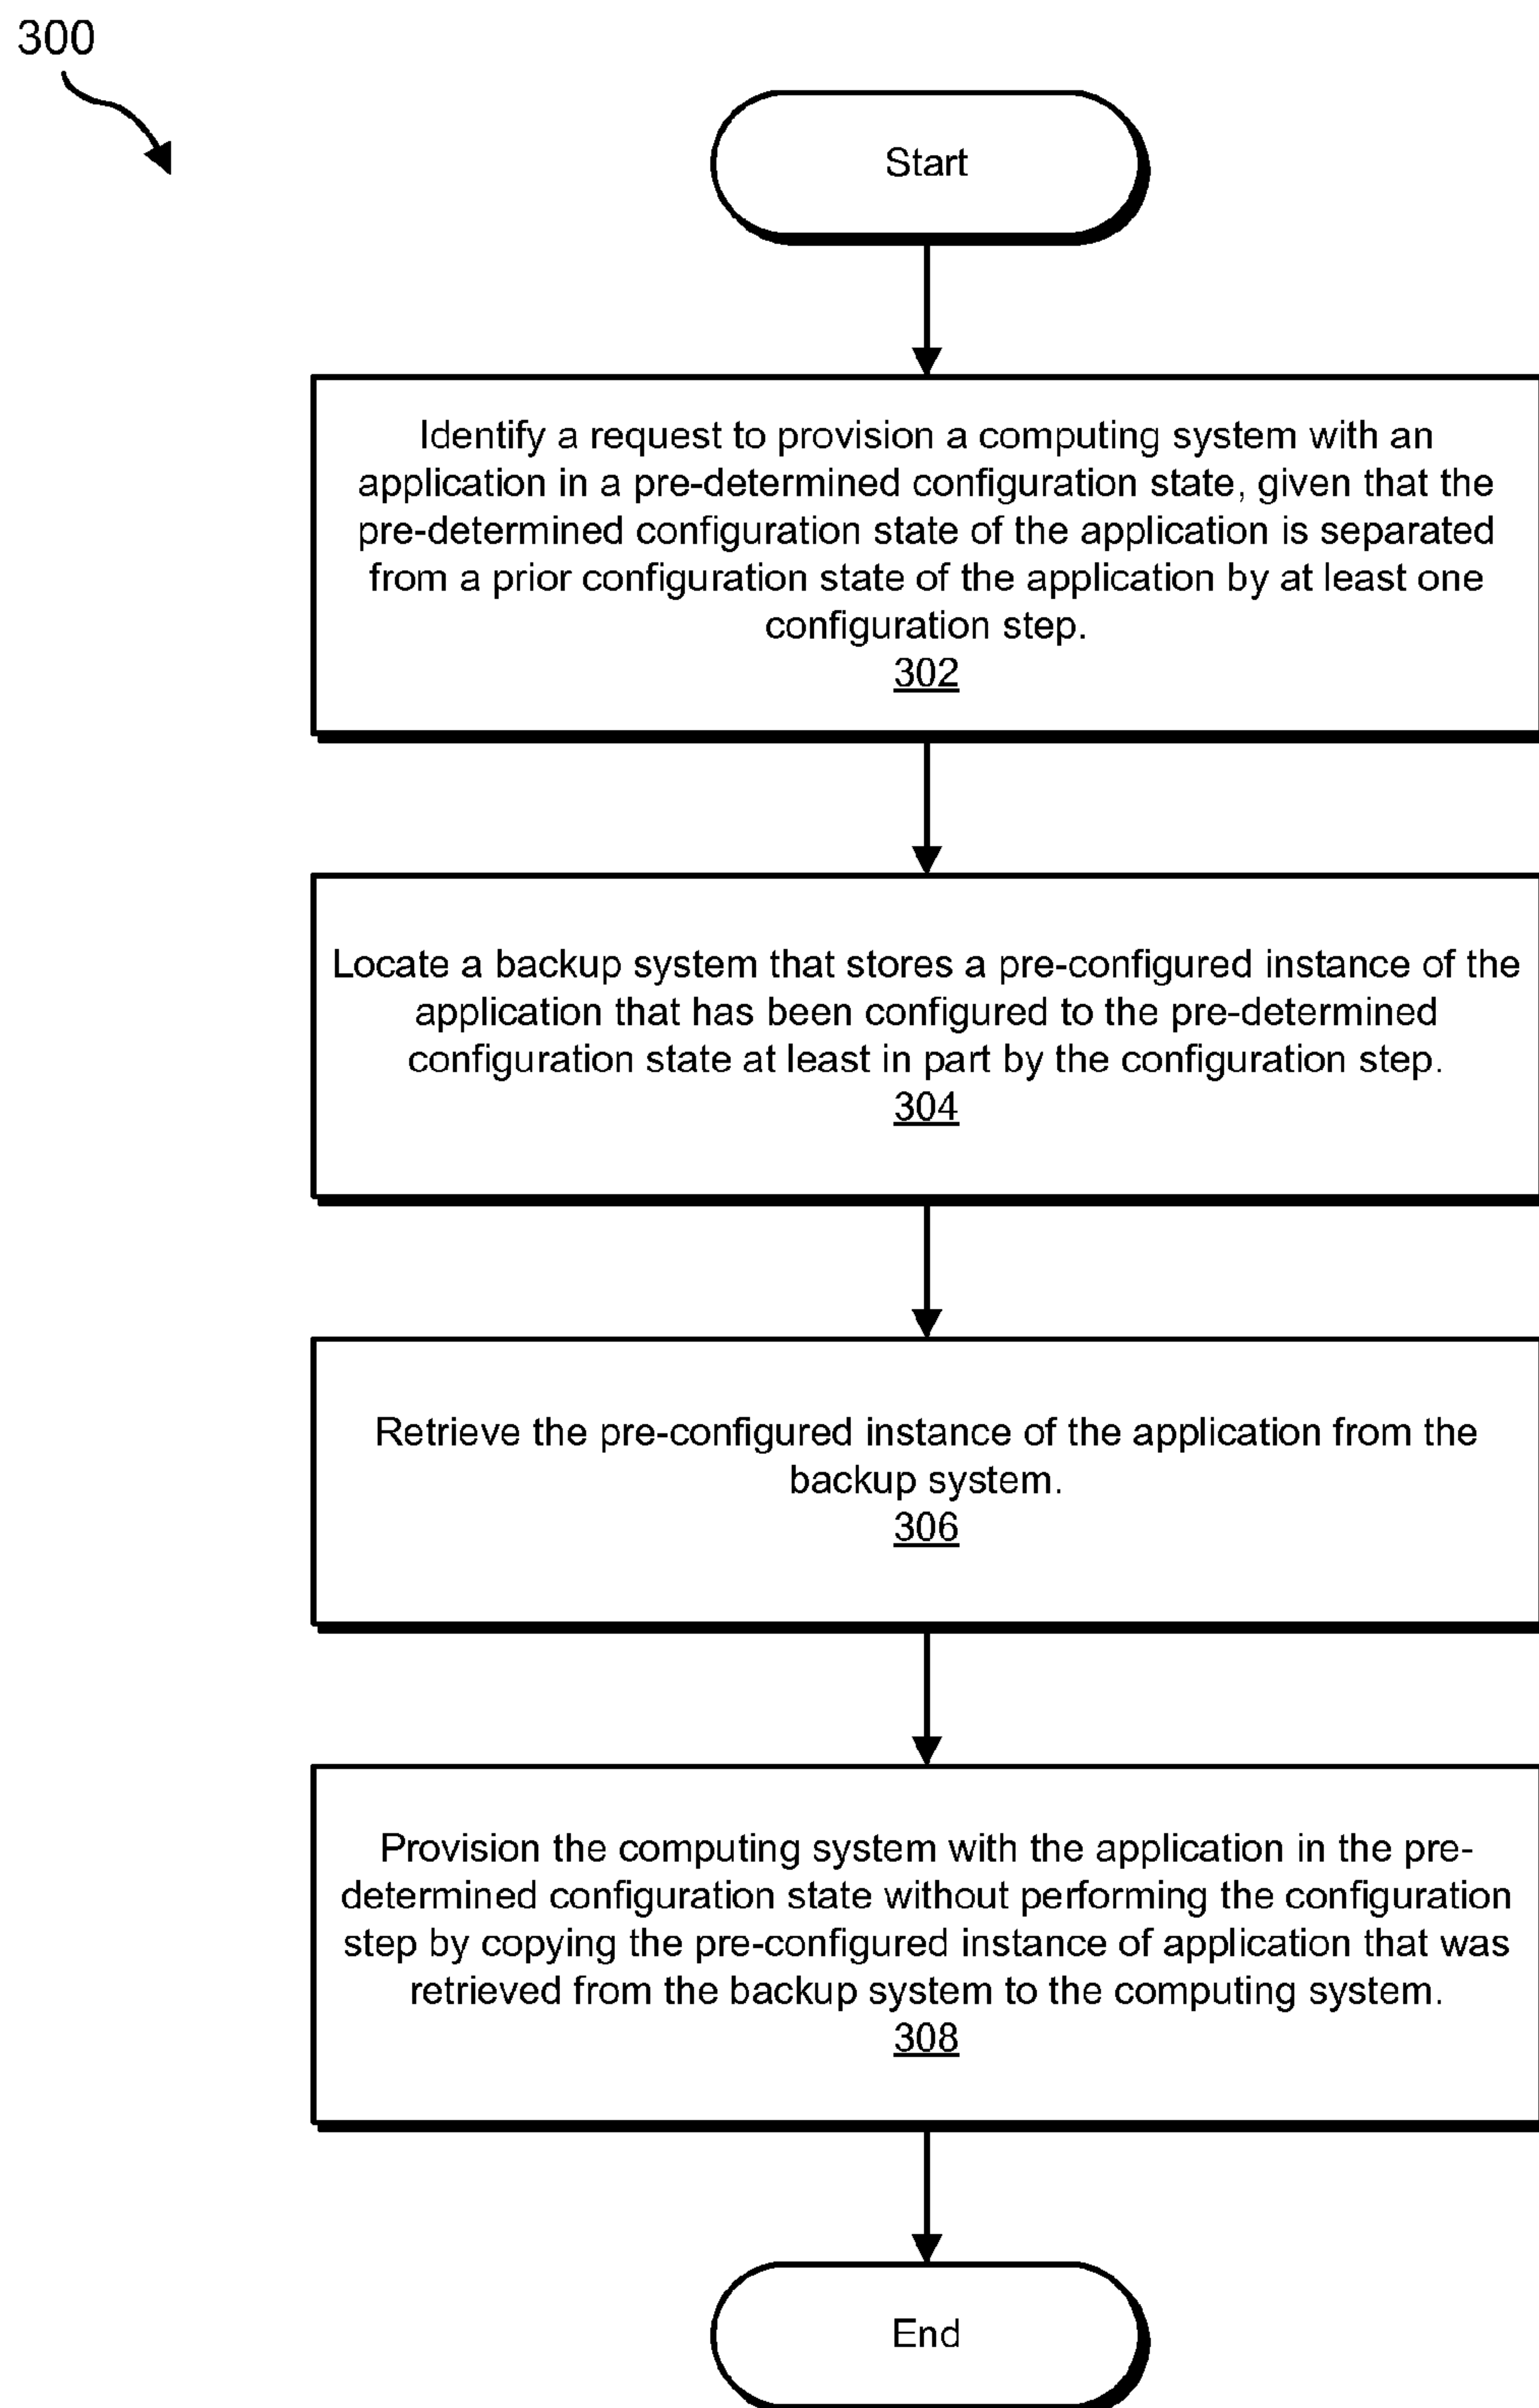 300
Start
Identify a request to provision a computing system with an
application in a pre-determined configuration state, given that the
pre-determined configuration state of the application is separated
from a prior configuration state of the application by at least one
configuration step.
302
Locate a backup system that stores a pre-configured instance of the
application that has been configured to the pre-determined
configuration state at least in part by the configuration step.
304
Retrieve the pre-configured instance of the application from the
backup system.
306
Provision the computing system with the application in the pre-
determined configuration state without performing the configuration
step by copying the pre-configured instance of application that was
retrieved from the backup system to the computing system.
308
End